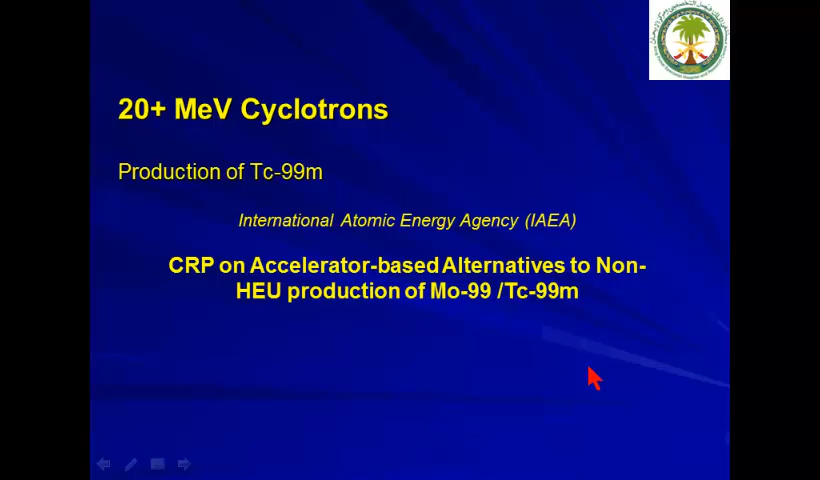 20+ MeV Cyclotrons
Production of Tc-99m
International Atomic Energy Agency (IAEA)
CRP on Accelerator-based Alternatives to Non-
HEU production of Mo-99 /Tc-99m